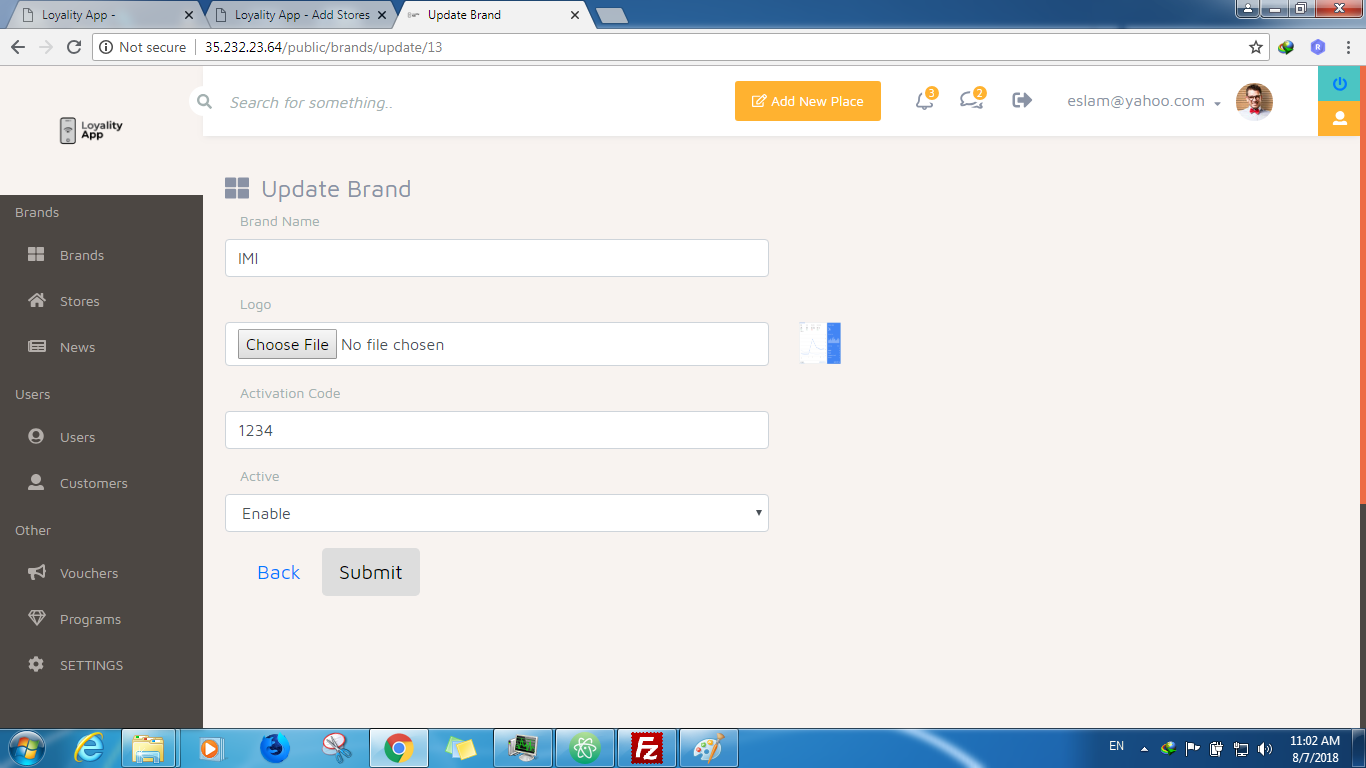 Loyality App -
Loyality App - Add Stores
Update Brand
Not secure
35.232.23.64/public/brands/update/13
R
Loyality
App
Search for something..
Add New Place
3
2
eslam@yahoo.com
Brands
Brands
Stores
News
Users
Users
Customers
Other
Vouchers
Programs
SETTINGS
Update Brand
Brand Name
IMI
Logo
Choose File No file chosen
Activation Code
1234
Active
Enable
Back
Submit
Fz
EN
11:02 AM
8/7/2018